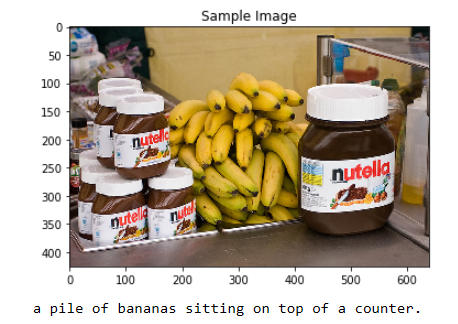 Sample Image
0
50
100
150
200
250
300
350
400
nutella
nutella
nutella
nutella
0 100 200 300 400 500 600
a pile of bananas sitting on top of a counter.